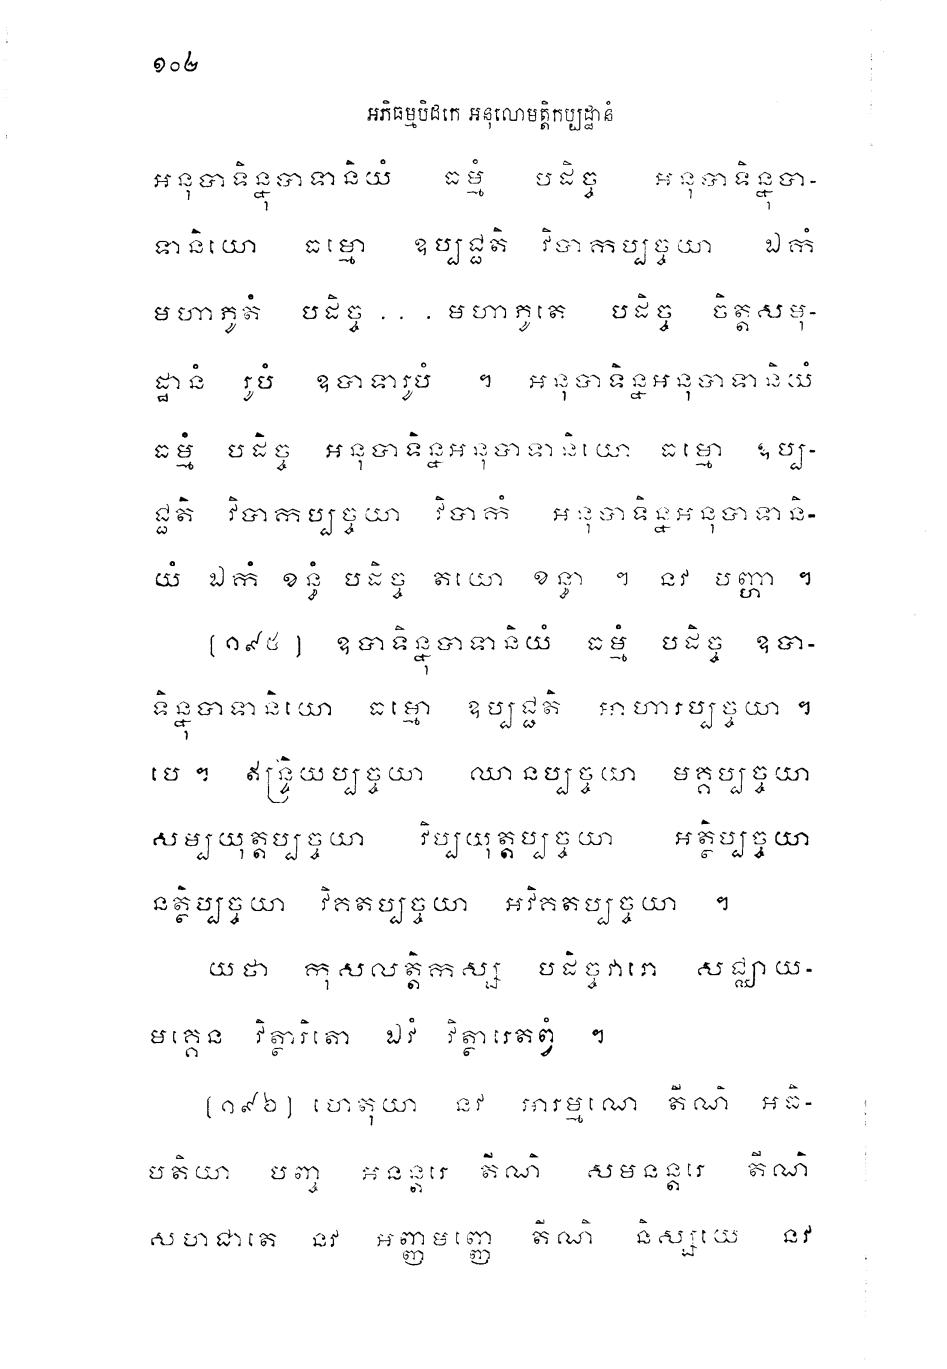 ១០២
អភិធម្មបិដកេ អនុលោមត្តិកប្បដ្ឋានំ
អនុបាទិន្នុបាទានិយំ ធម្មំ បដិច្ច អនុបាទិន្នុបា-
ទានិយោ ធម្មោ ឧប្បជ្ជតិ វិបាកប្បច្ចយា ឯកំ
មហាភូតំ បដិច្ច . . . មហាភូតេ បដិច្ច ចិត្តសមុ-
ដ្ឋានំ រូបំ ឧបាទារូបំ ។ អនុបាទិន្នអនុបាទានិយំ
ធម្មំ បដិច្ច អនុបាទិន្នអនុបាទានិយោ ធម្មោ ឧប្ប-
ជ្ជតិ វិបាកប្បច្ចយា វិបាកំ អនុបាទិន្នអនុបាទានិ-
យំ ឯកំ ខន្ធំ បដិច្ច តយោ ខន្ធា ។ នវ បញ្ហា ។
[១៩៥] ឧបាទិន្នុបាទានិយំ ធម្មំ បដិច្ច ឧបា-
ទិន្នុបាទានិយោ ធម្មោ ឧប្បជ្ជតិ អាហារប្បច្ចយា ។
បេ ។ ឥន្ទ្រិយប្បច្ចយា ឈានប្បច្ចយា មគ្គប្បច្ចយា
សម្បយុត្តប្បច្ចយា វិប្បយុត្តប្បច្ចយា អត្ថិប្បច្ចយា
នត្ថិប្បច្ចយា វិគតប្បច្ចយា អវិគតប្បច្ចយា ។
យថា កុសលត្តិកស្ស បដិច្ចវារោ សជ្ឈាយ-
មគ្គេន វិត្ថារិតោ ឯវំ វិត្ថារេតព្វំ ។
[១៩៦] ហេតុយា នវ អារម្មណេ តីណិ អធិ-
បតិយា បញ្ច អនន្តរេ តីណិ សមនន្តរេ តីណិ
សហជាតេ នវ អញ្ញមញ្ញេ តីណិ និស្សយេ នវ